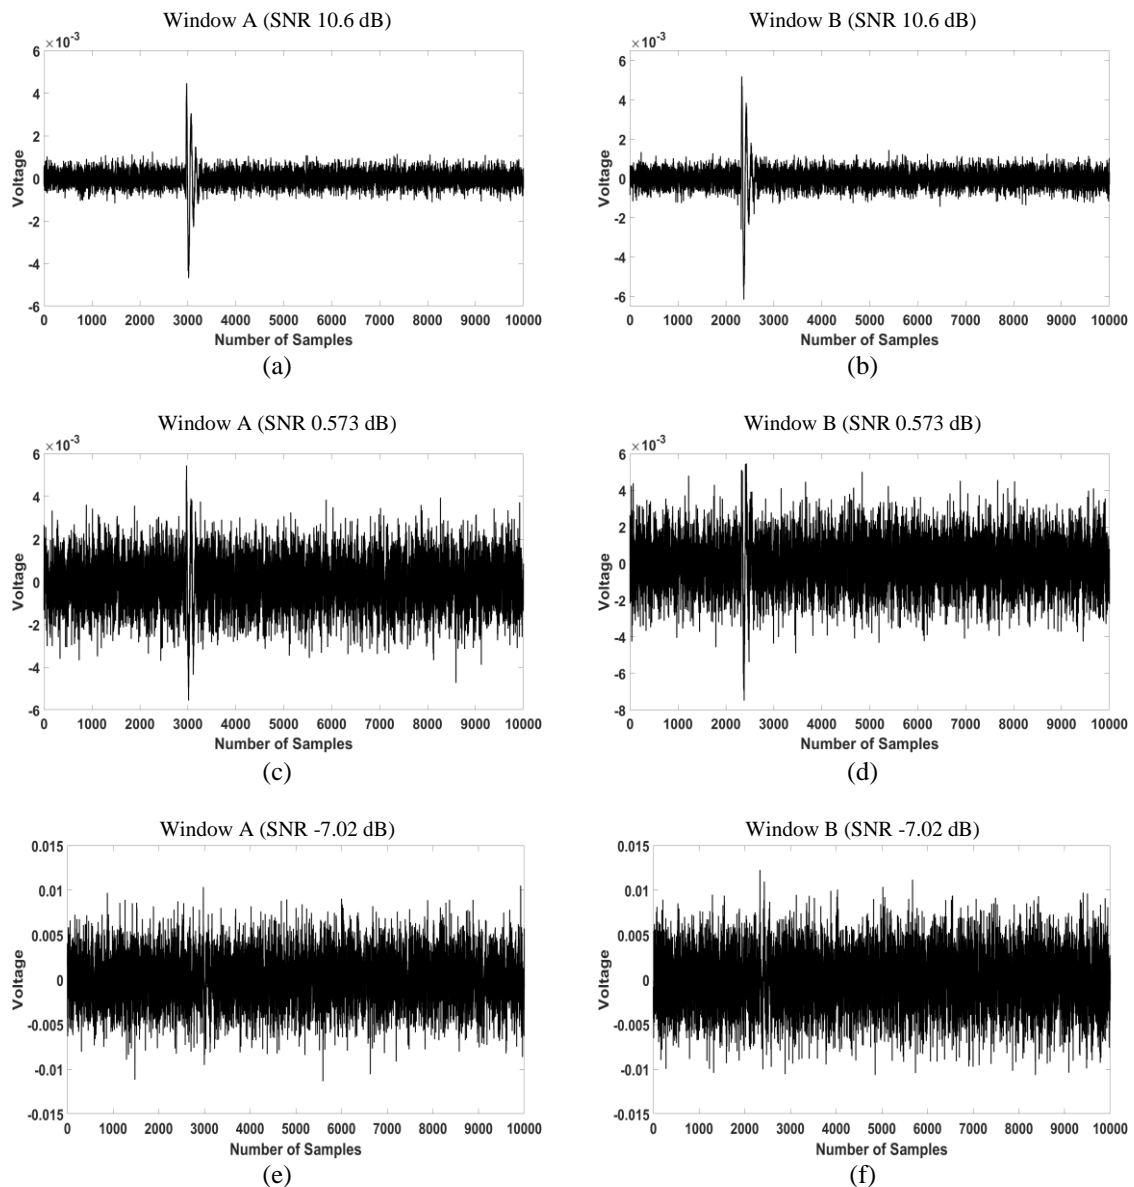 Window A (SNR 10.6 dB)
×10⁻³
6
4
2
0
-2
-4
-6
Voltage
0 1000 2000 3000 4000 5000 6000 7000 8000 9000 10000
Number of Samples
(a)
Window B (SNR 10.6 dB)
×10⁻³
6
4
2
0
-2
-4
-6
Voltage
0 1000 2000 3000 4000 5000 6000 7000 8000 9000 10000
Number of Samples
(b)
Window A (SNR 0.573 dB)
×10⁻³
6
4
2
0
-2
-4
-6
Voltage
0 1000 2000 3000 4000 5000 6000 7000 8000 9000 10000
Number of Samples
(c)
Window B (SNR 0.573 dB)
×10⁻³
6
4
2
0
-2
-4
-6
-8
Voltage
0 1000 2000 3000 4000 5000 6000 7000 8000 9000 10000
Number of Samples
(d)
Window A (SNR -7.02 dB)
0.015
0.01
0.005
0
-0.005
-0.01
-0.015
Voltage
0 1000 2000 3000 4000 5000 6000 7000 8000 9000 10000
Number of Samples
(e)
Window B (SNR -7.02 dB)
0.015
0.01
0.005
0
-0.005
-0.01
-0.015
Voltage
0 1000 2000 3000 4000 5000 6000 7000 8000 9000 10000
Number of Samples
(f)